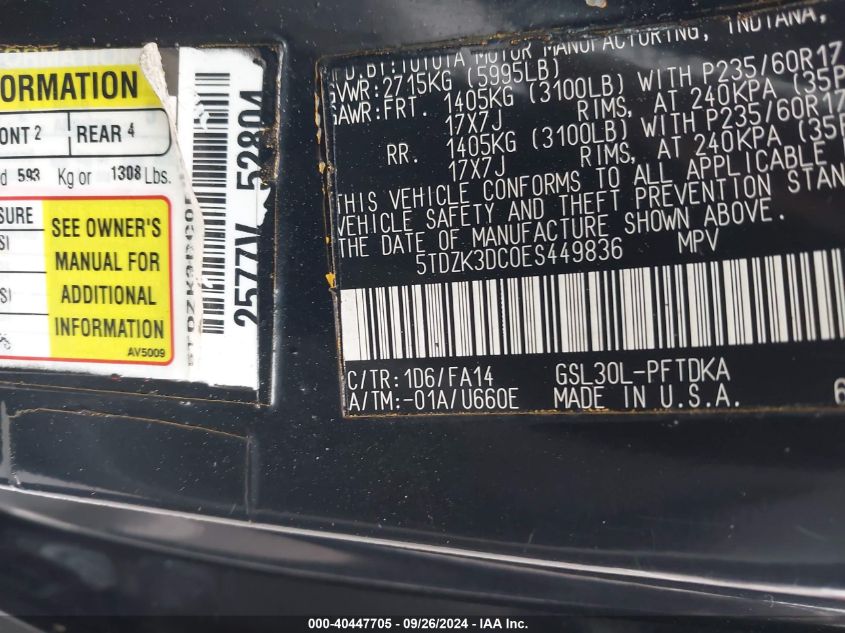 ORMATION
ONT 2 REAR 4
d 593 Kg or 1308 Lbs.
SURE
SI
SI
SEE OWNER'S
MANUAL FOR
ADDITIONAL
INFORMATION
AV5009
2577V 52804
MFD.BY:TOYOTA MOTOR MANUFACTURING, INDIANA,
GVWR:2715KG (5995LB)
GAWR:FRT. 1405KG (3100LB) WITH P235/60R17
17X7J RIMS, AT 240KPA (35P
RR. 1405KG (3100LB) WITH P235/60R17
17X7J RIMS, AT 240KPA (35P
THIS VEHICLE CONFORMS TO ALL APPLICABLE
VEHICLE SAFETY AND THEFT PREVENTION STAN
THE DATE OF MANUFACTURE SHOWN ABOVE.
5TDZK3DC0ES449836 MPV
C/TR:1D6/FA14 GSL30L-PFTDKA
A/TM:-01A/U660E MADE IN U.S.A. 6
000-40447705 - 09/26/2024 - IAA Inc.